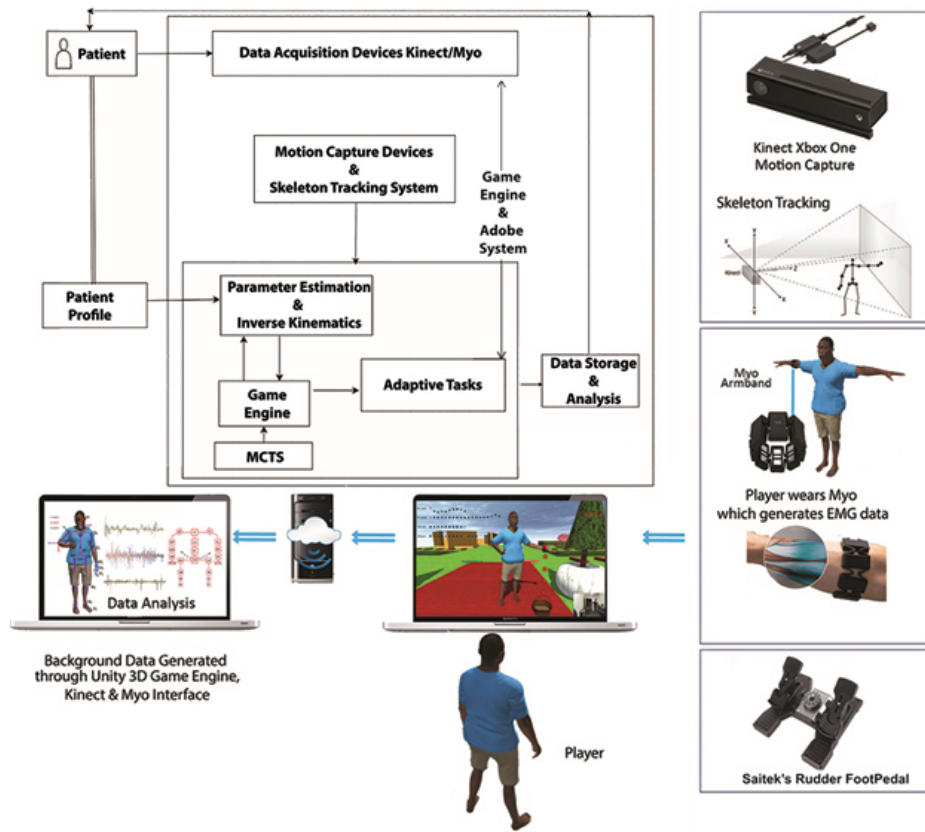 Patient
Data Acquisition Devices Kinect/Myo
Motion Capture Devices
&
Skeleton Tracking System
Game
Engine
&
Adobe
System
Patient
Profile
Parameter Estimation
&
Inverse Kinematics
Game
Engine
Adaptive Tasks
MCTS
Data Storage
&
Analysis
Kinect Xbox One
Motion Capture
Skeleton Tracking
X
Y
Z
Kinect
X
Y
Myo
Armband
Player wears Myo
which generates EMG data
Saitek's Rudder FootPedal
Data Analysis
Background Data Generated
through Unity 3D Game Engine,
Kinect & Myo Interface
Player